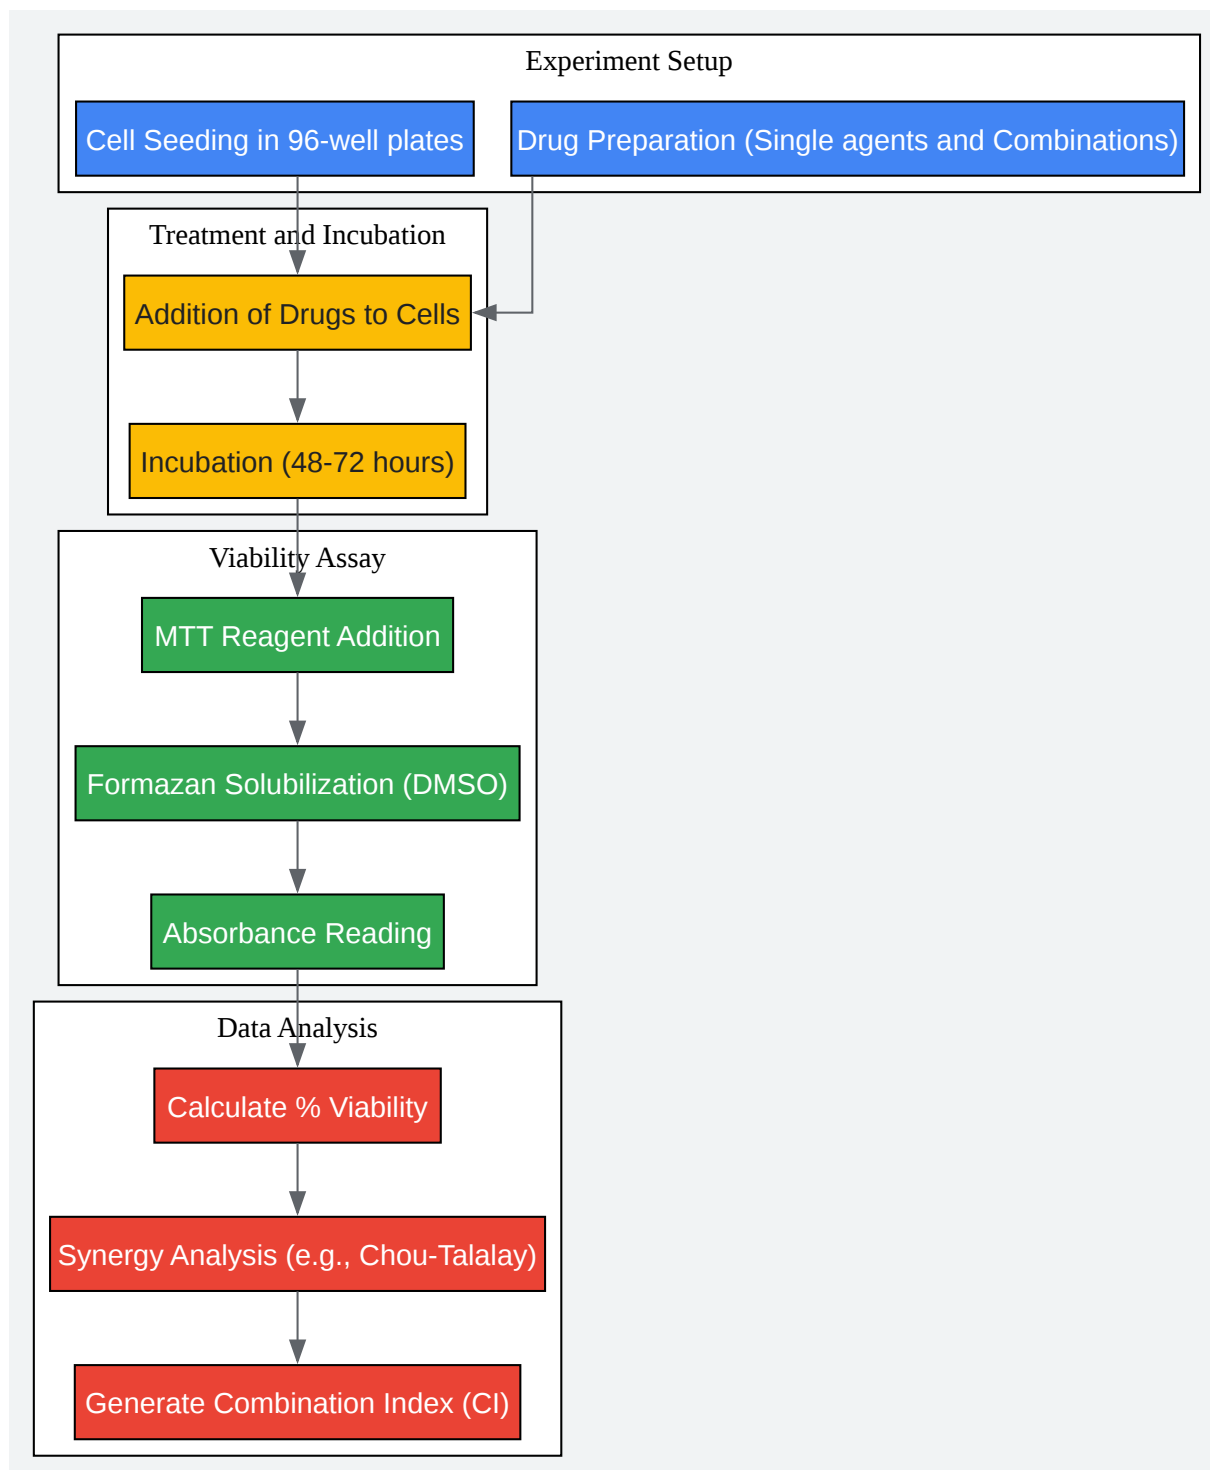 Experiment Setup
Cell Seeding in 96-well plates
Drug Preparation (Single agents and Combinations)
Treatment and Incubation
Addition of Drugs to Cells
Incubation (48-72 hours)
Viability Assay
MTT Reagent Addition
Formazan Solubilization (DMSO)
Absorbance Reading
Data Analysis
Calculate % Viability
Synergy Analysis (e.g., Chou-Talalay)
Generate Combination Index (CI)